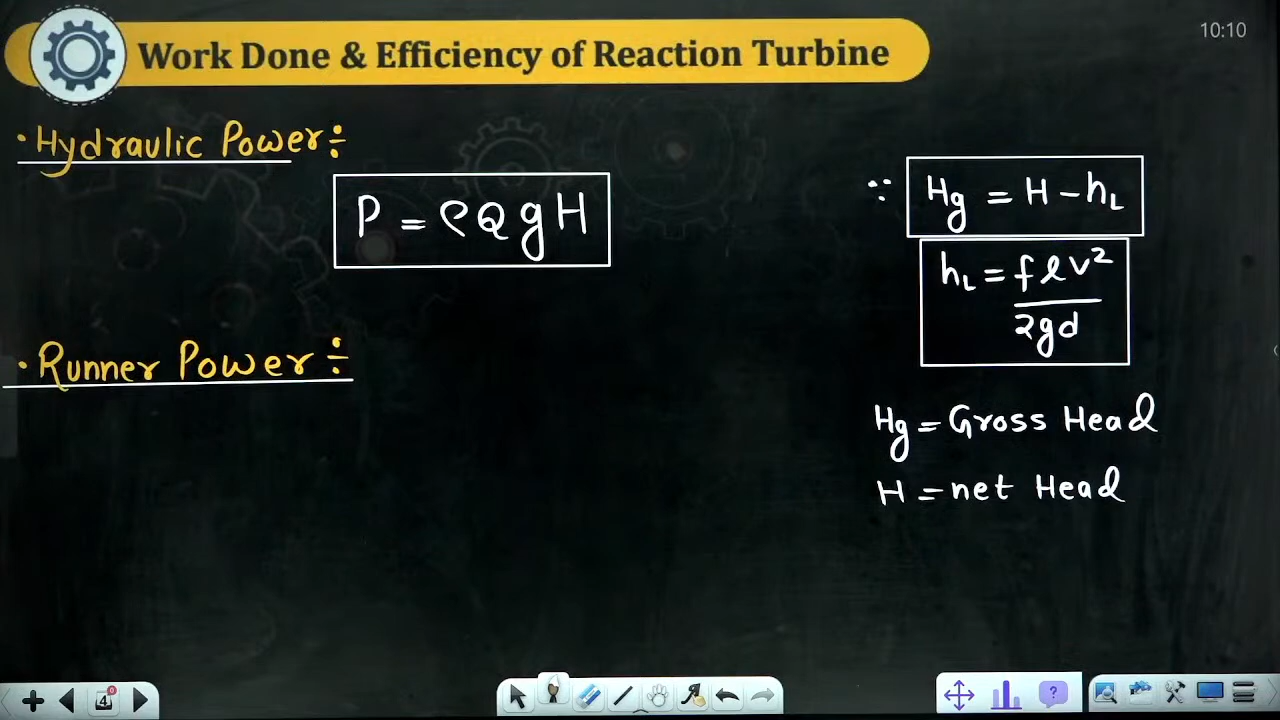 10:10
Work Done & Efficiency of Reaction Turbine
• Hydraulic Power:
P = ρQgH
∵ Hg = H - hL
hL = flv²/2gd
• Runner Power:
Hg = Gross Head
H = net Head
4